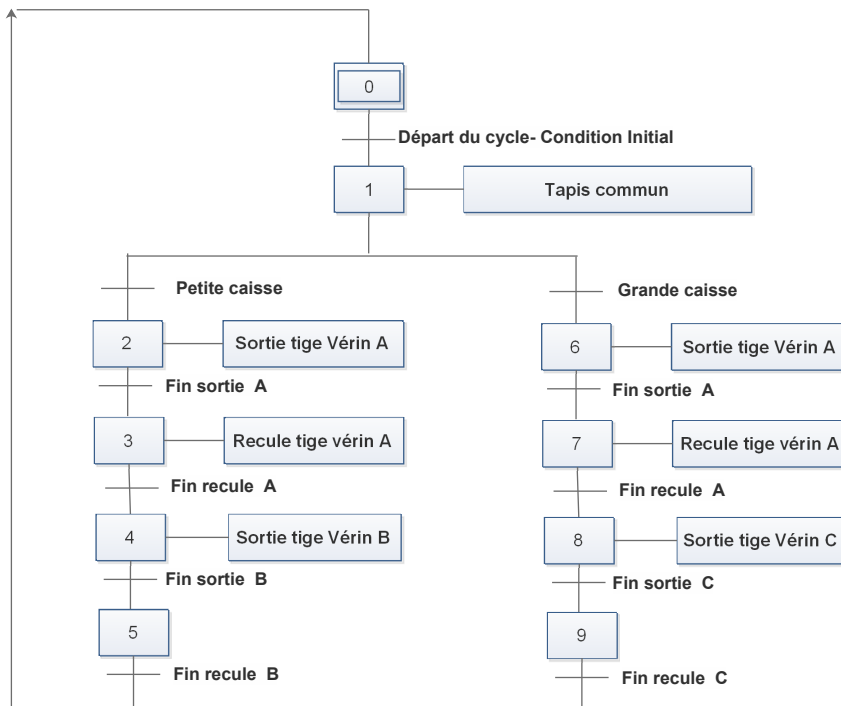 0
Départ du cycle- Condition Initial
1
Tapis commun
Petite caisse
Grande caisse
2
Sortie tige Vérin A
6
Sortie tige Vérin A
Fin sortie A
Fin sortie A
3
Recule tige vérin A
7
Recule tige vérin A
Fin recule A
Fin recule A
4
Sortie tige Vérin B
8
Sortie tige Vérin C
Fin sortie B
Fin sortie C
5
9
Fin recule B
Fin recule C